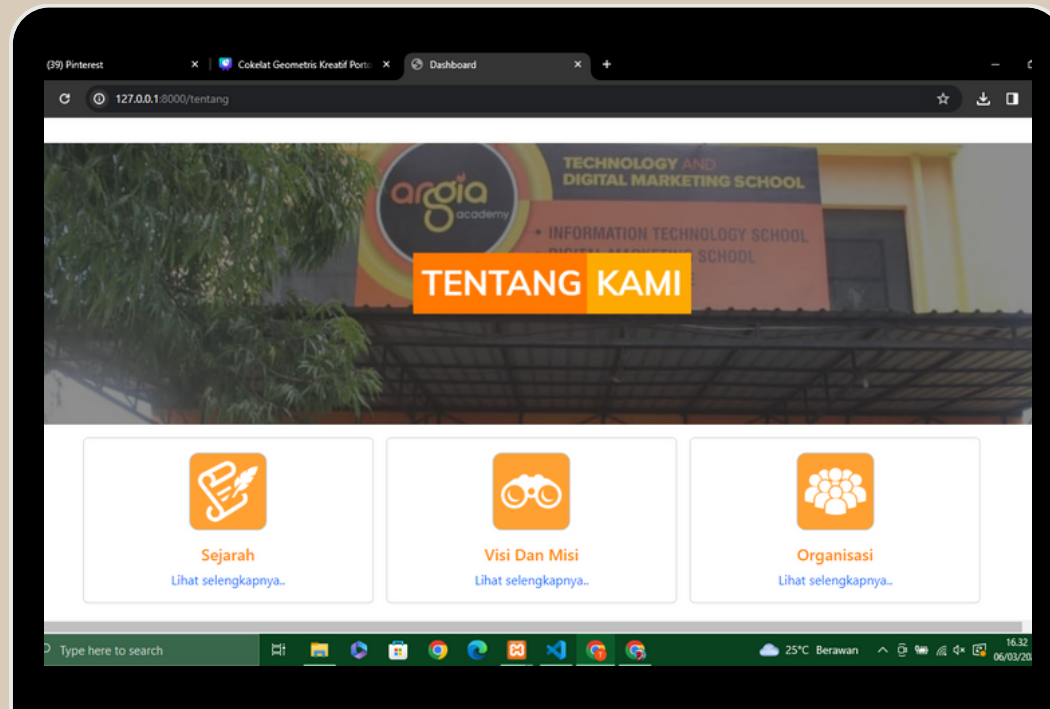 (39) Pinterest
Cokelat Geometris Kreatif Porto
Dashboard
127.0.0.1:8000/tentang
argia
academy
TECHNOLOGY AND
DIGITAL MARKETING SCHOOL
• INFORMATION TECHNOLOGY SCHOOL
SCHOOL
TENTANG KAMI
Sejarah
Lihat selengkapnya..
Visi Dan Misi
Lihat selengkapnya..
Organisasi
Lihat selengkapnya..
Type here to search
25°C Berawan
16.32
06/03/20